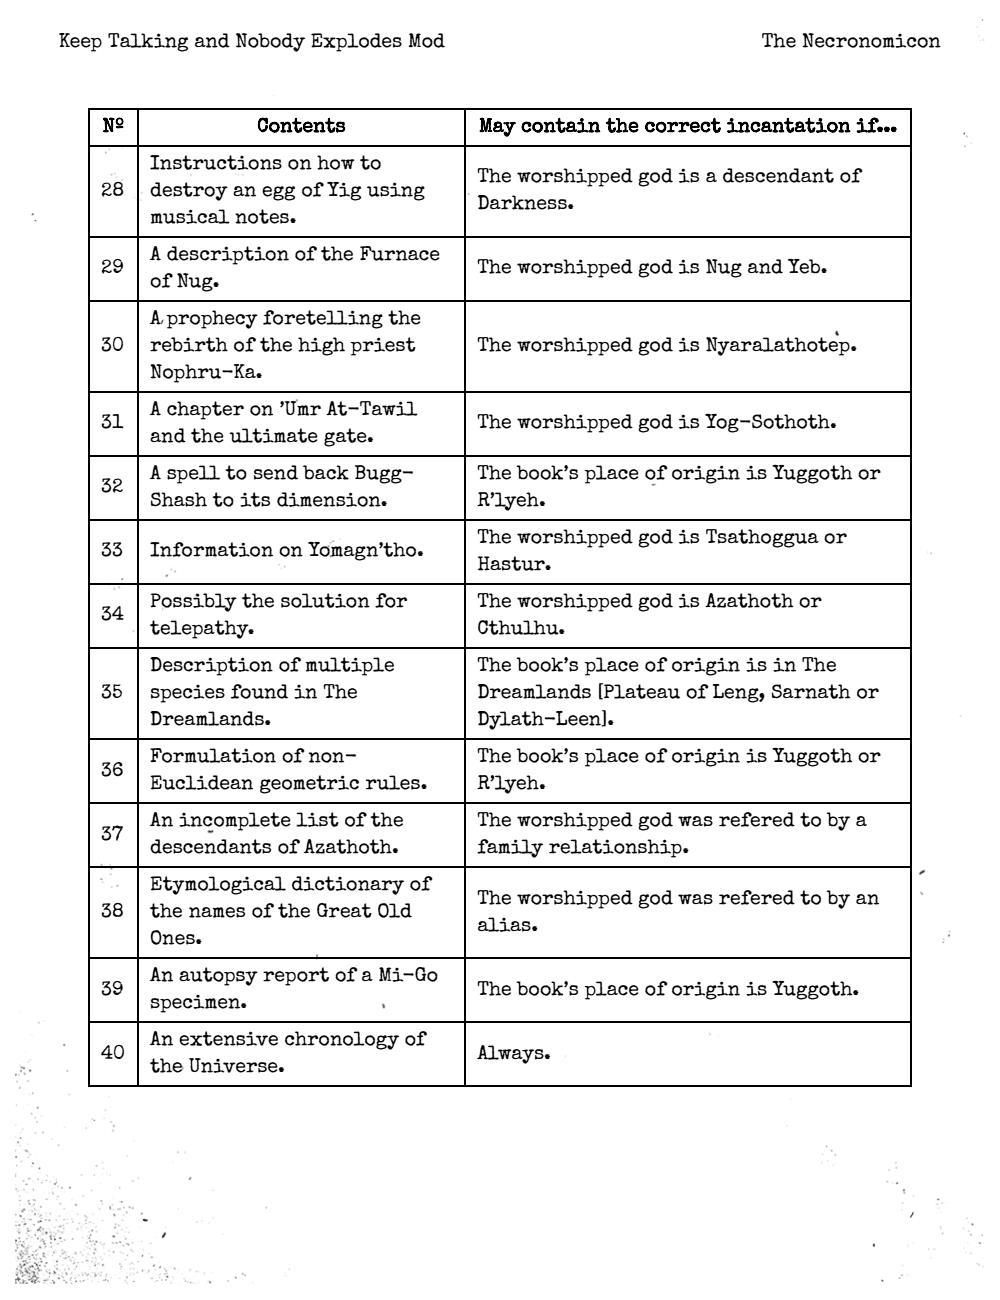 Keep Talking and Nobody Explodes Mod
The Necronomicon
Nº Contents May contain the correct incantation if...
28 Instructions on how to
destroy an egg of Yig using
musical notes.
The worshipped god is a descendant of
Darkness.
29 A description of the Furnace
of Nug.
The worshipped god is Nug and Yeb.
30 A prophecy foretelling the
rebirth of the high priest
Nophru-Ka.
The worshipped god is Nyaralathotep.
31 A chapter on 'Umr At-Tawil
and the ultimate gate.
The worshipped god is Yog-Sothoth.
32 A spell to send back Bugg-
Shash to its dimension.
The book's place of origin is Yuggoth or
R'lyeh.
33 Information on Yomagn'tho.
The worshipped god is Tsathoggua or
Hastur.
34 Possibly the solution for
telepathy.
The worshipped god is Azathoth or
Cthulhu.
35 Description of multiple
species found in The
Dreamlands.
The book's place of origin is in The
Dreamlands [Plateau of Leng, Sarnath or
Dylath-Leen].
36 Formulation of non-
Euclidean geometric rules.
The book's place of origin is Yuggoth or
R'lyeh.
37 An incomplete list of the
descendants of Azathoth.
The worshipped god was refered to by a
family relationship.
38 Etymological dictionary of
the names of the Great Old
Ones.
The worshipped god was refered to by an
alias.
39 An autopsy report of a Mi-Go
specimen.
The book's place of origin is Yuggoth.
40 An extensive chronology of
the Universe.
Always.